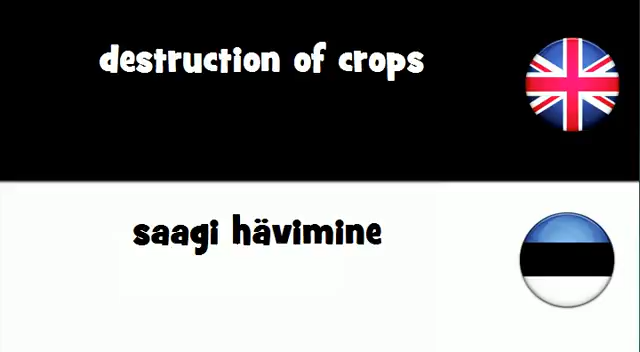 destruction of crops
saagi hävimine